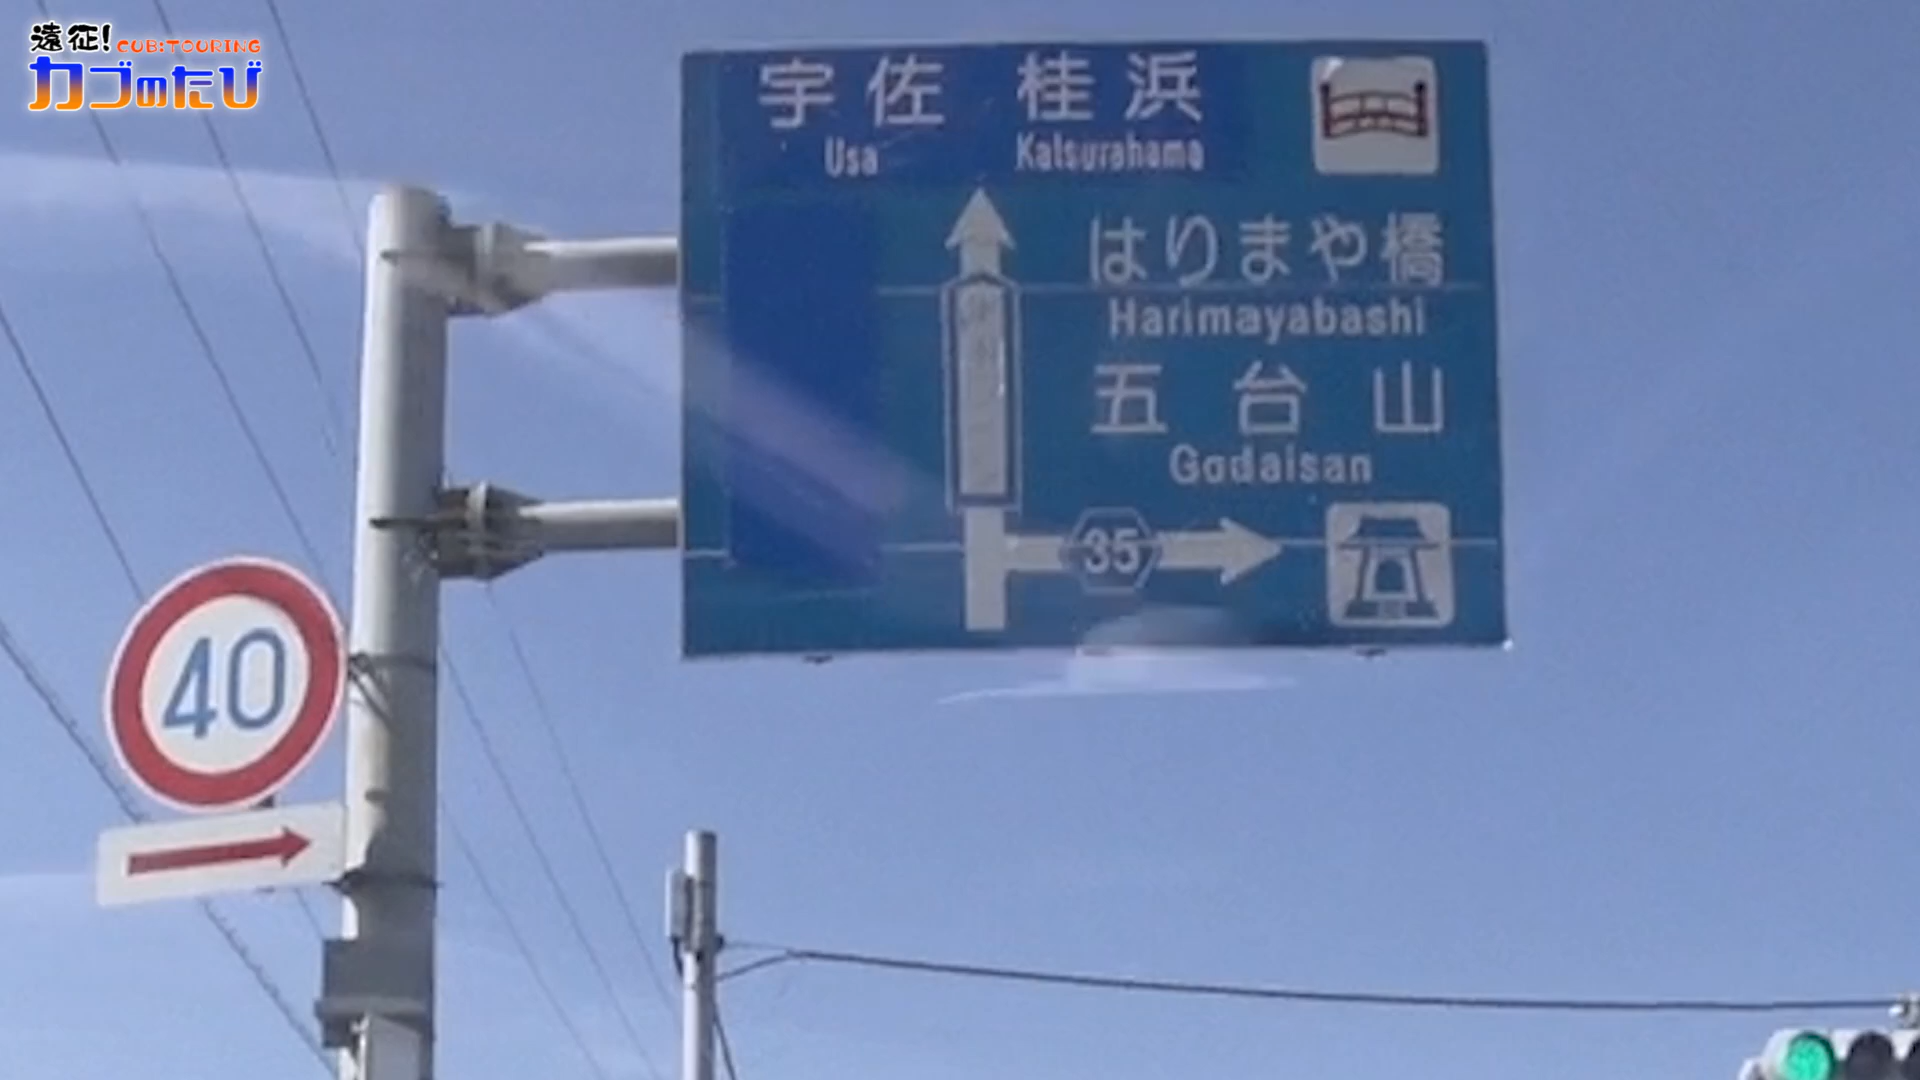 遠征!
CUB:TOURING
カブのたび
宇佐 桂浜
Usa Katsurahama
はりまや橋
Harimayabashi
五台山
Godaisan
35
40